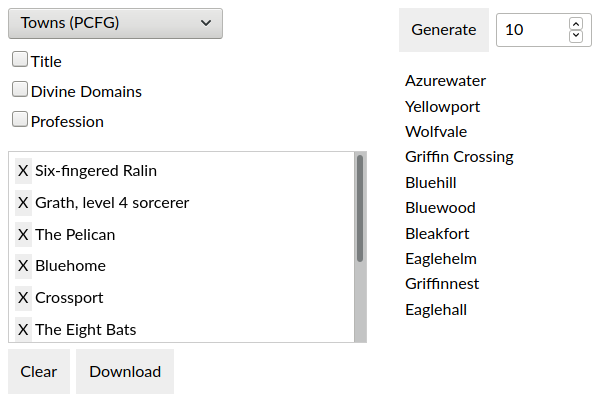 Towns (PCFG)
Title
Divine Domains
Profession
X Six-fingered Ralin
X Grath, level 4 sorcerer
X The Pelican
X Bluehome
X Crossport
X The Eight Bats
Clear Download
Generate 10
Azurewater
Yellowport
Wolfvale
Griffin Crossing
Bluehill
Bluewood
Bleakfort
Eaglehelm
Griffinnest
Eaglehall